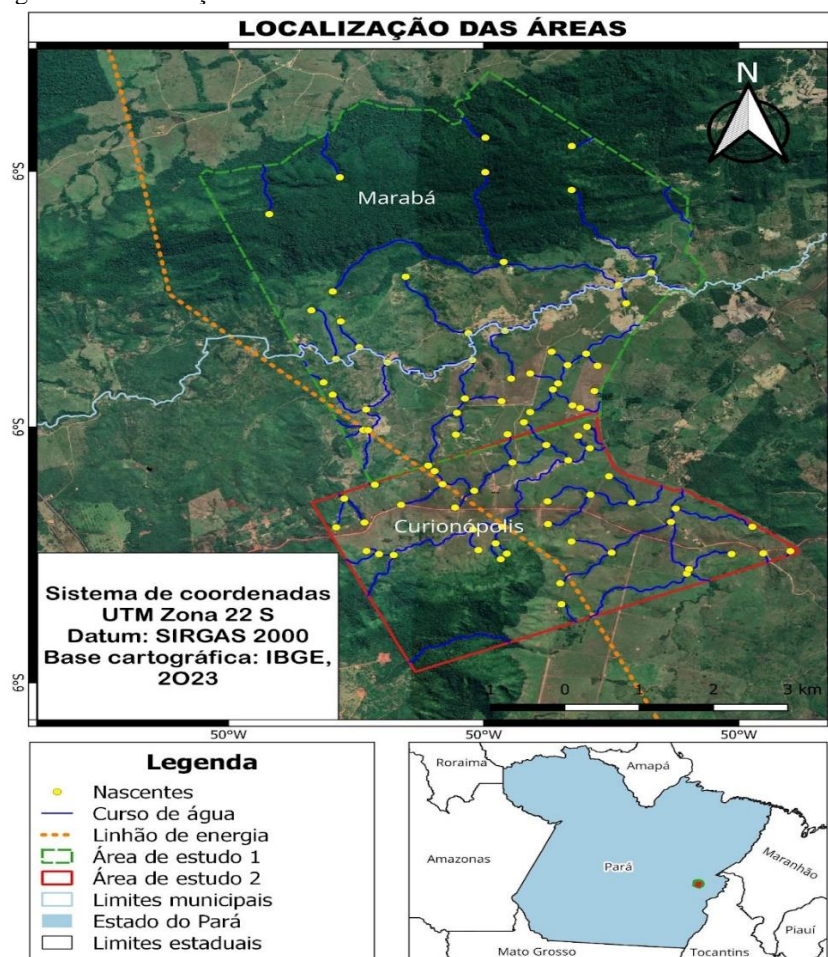 LOCALIZAÇÃO DAS ÁREAS
N
Marabá
6°S
6°S
6°S
Curionópolis
Sistema de coordenadas
UTM Zona 22 S
Datum: SIRGAS 2000
Base cartográfica: IBGE,
2O23
1 0 1 2 3 km
50°W 50°W 50°W
Legenda
Nascentes
Curso de água
Linhão de energia
Área de estudo 1
Área de estudo 2
Limites municipais
Estado do Pará
Limites estaduais
Roraima
Amapá
Amazonas
Pará
Maranhão
Piauí
Mato Grosso
Tocantins